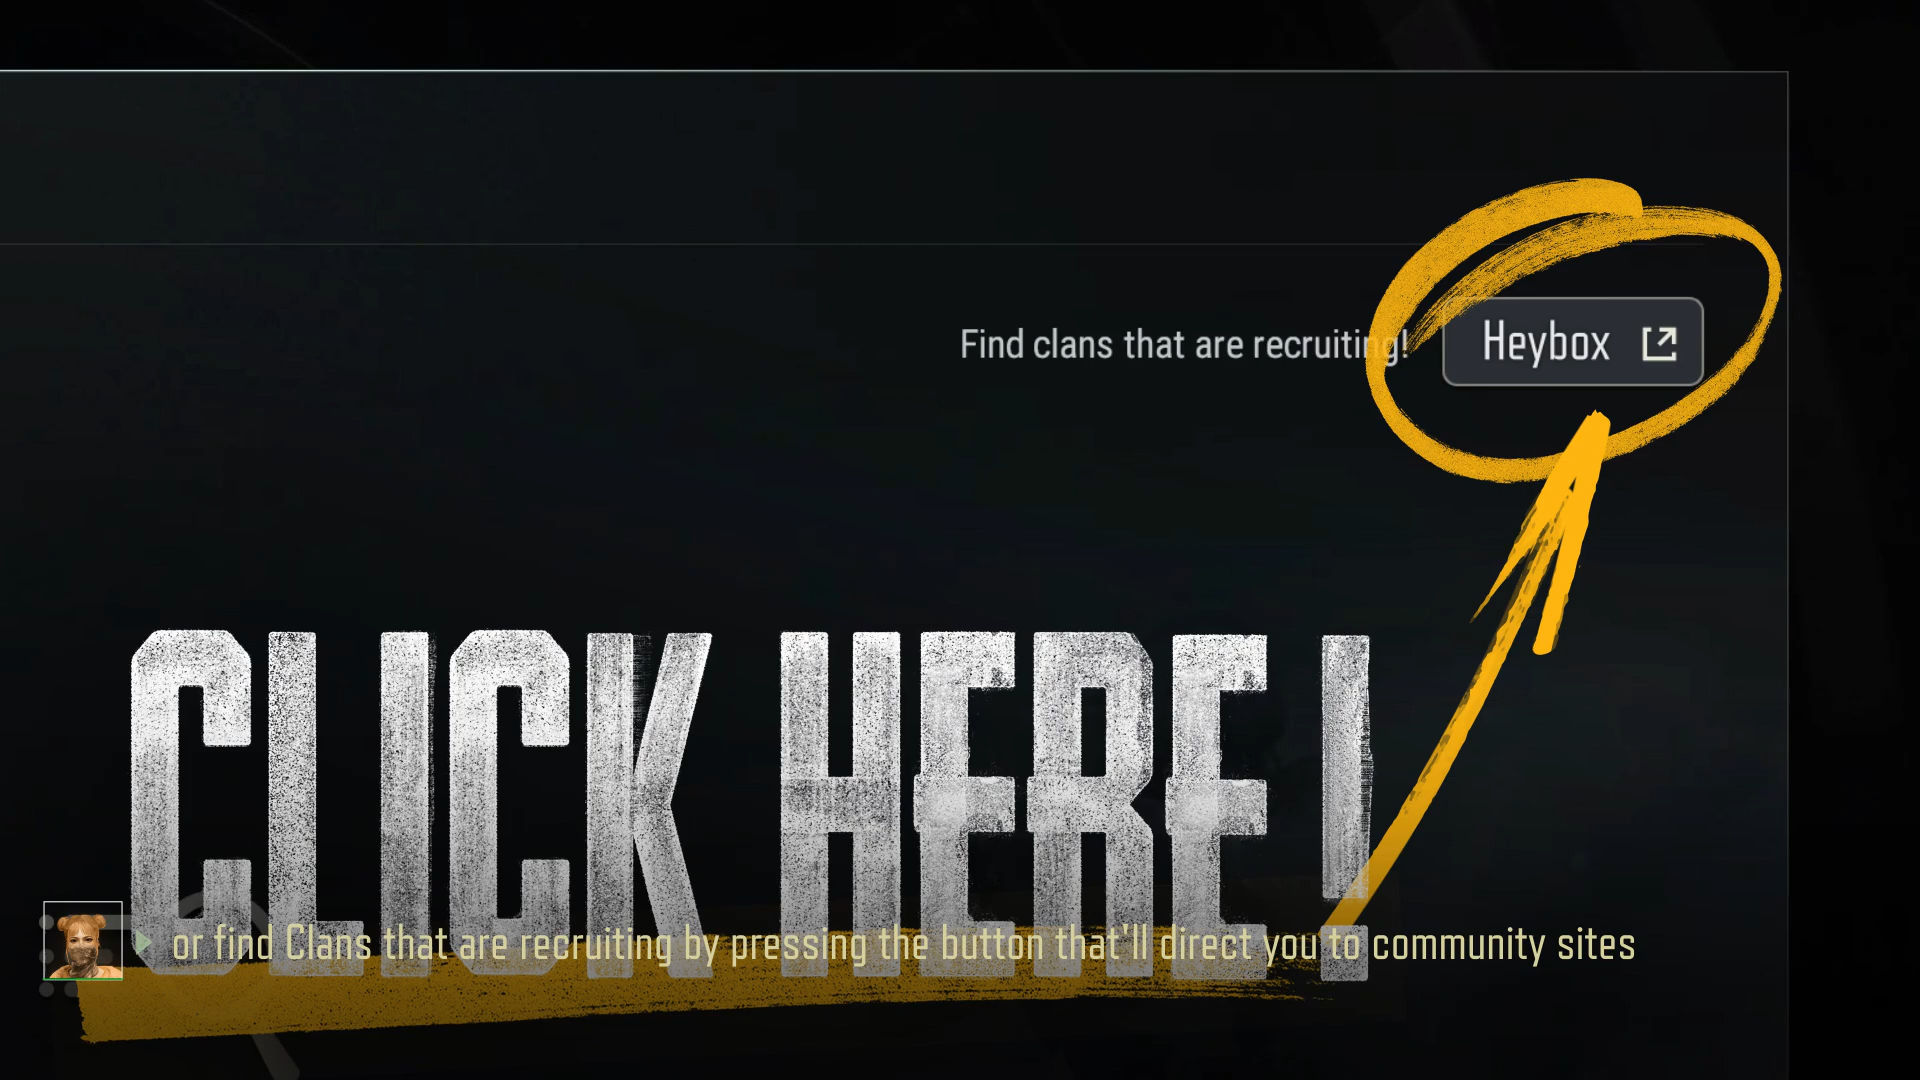 Find clans that are recruiting!
Heybox
CLICK HERE!
or find Clans that are recruiting by pressing the button that'll direct you to community sites